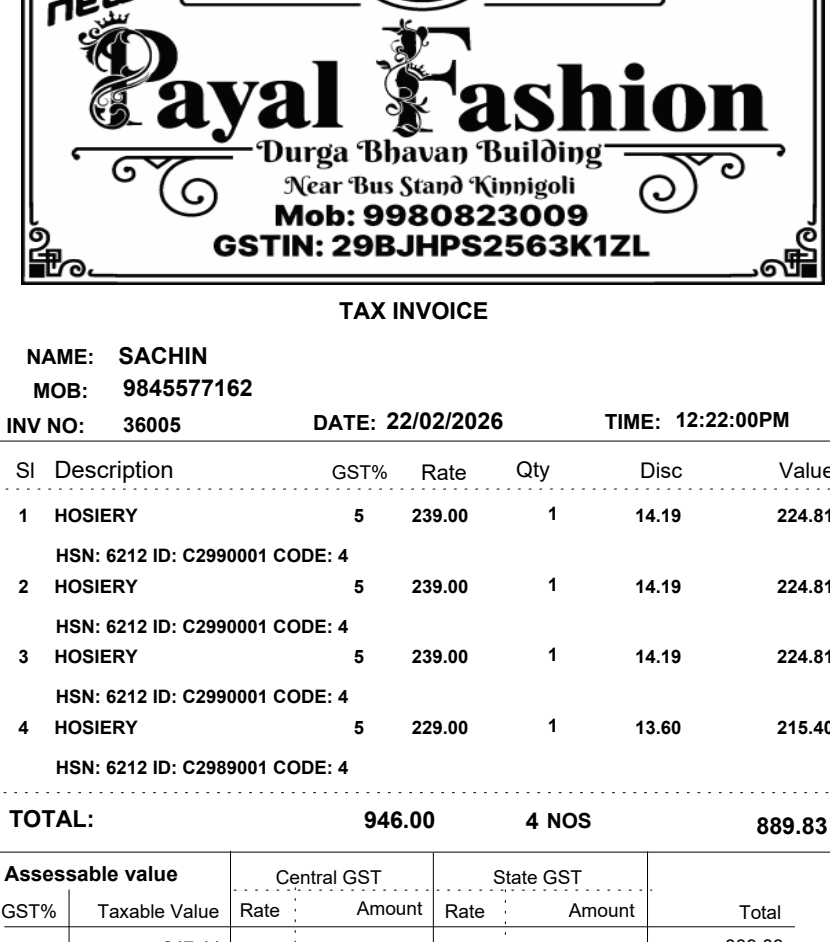 new
Payal Fashion
Durga Bhavan Building
Near Bus Stand Kinnigoli
Mob: 9980823009
GSTIN: 29BJHPS2563K1ZL
TAX INVOICE
NAME: SACHIN
MOB: 9845577162
INV NO: 36005 DATE: 22/02/2026 TIME: 12:22:00PM
Sl Description GST% Rate Qty Disc Value
1 HOSIERY 5 239.00 1 14.19 224.81
HSN: 6212 ID: C2990001 CODE: 4
2 HOSIERY 5 239.00 1 14.19 224.81
HSN: 6212 ID: C2990001 CODE: 4
3 HOSIERY 5 239.00 1 14.19 224.81
HSN: 6212 ID: C2990001 CODE: 4
4 HOSIERY 5 229.00 1 13.60 215.40
HSN: 6212 ID: C2989001 CODE: 4
TOTAL: 946.00 4 NOS 889.83
Assessable value Central GST State GST
GST% Taxable Value Rate Amount Rate Amount Total